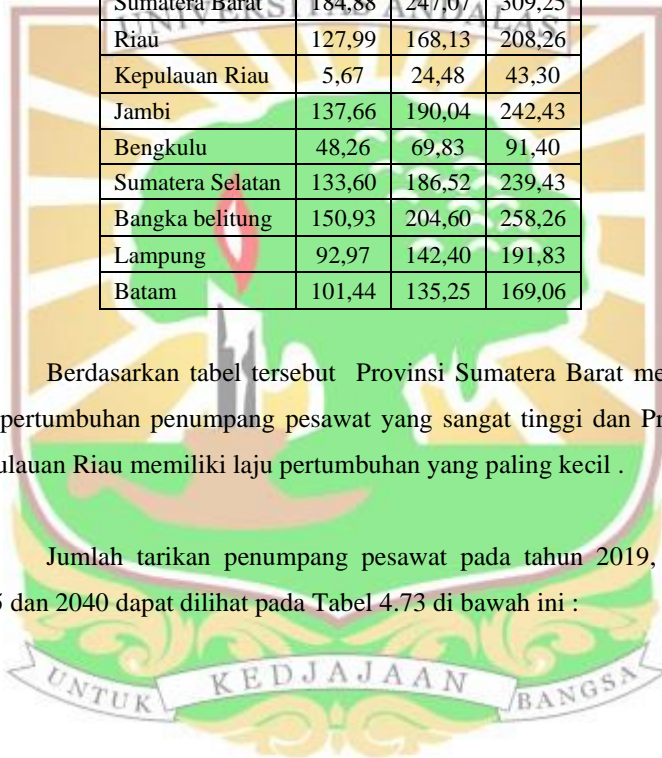 Sumatera Barat 184,88 247,07 309,25
UNIVERSITAS ANDALAS
Riau 127,99 168,13 208,26
Kepulauan Riau 5,67 24,48 43,30
Jambi 137,66 190,04 242,43
Bengkulu 48,26 69,83 91,40
Sumatera Selatan 133,60 186,52 239,43
Bangka belitung 150,93 204,60 258,26
Lampung 92,97 142,40 191,83
Batam 101,44 135,25 169,06
Berdasarkan tabel tersebut Provinsi Sumatera Barat me
pertumbuhan penumpang pesawat yang sangat tinggi dan Pr
ulauan Riau memiliki laju pertumbuhan yang paling kecil .
Jumlah tarikan penumpang pesawat pada tahun 2019,
5 dan 2040 dapat dilihat pada Tabel 4.73 di bawah ini :
UNTUK KEDJAJAAN BANGSA